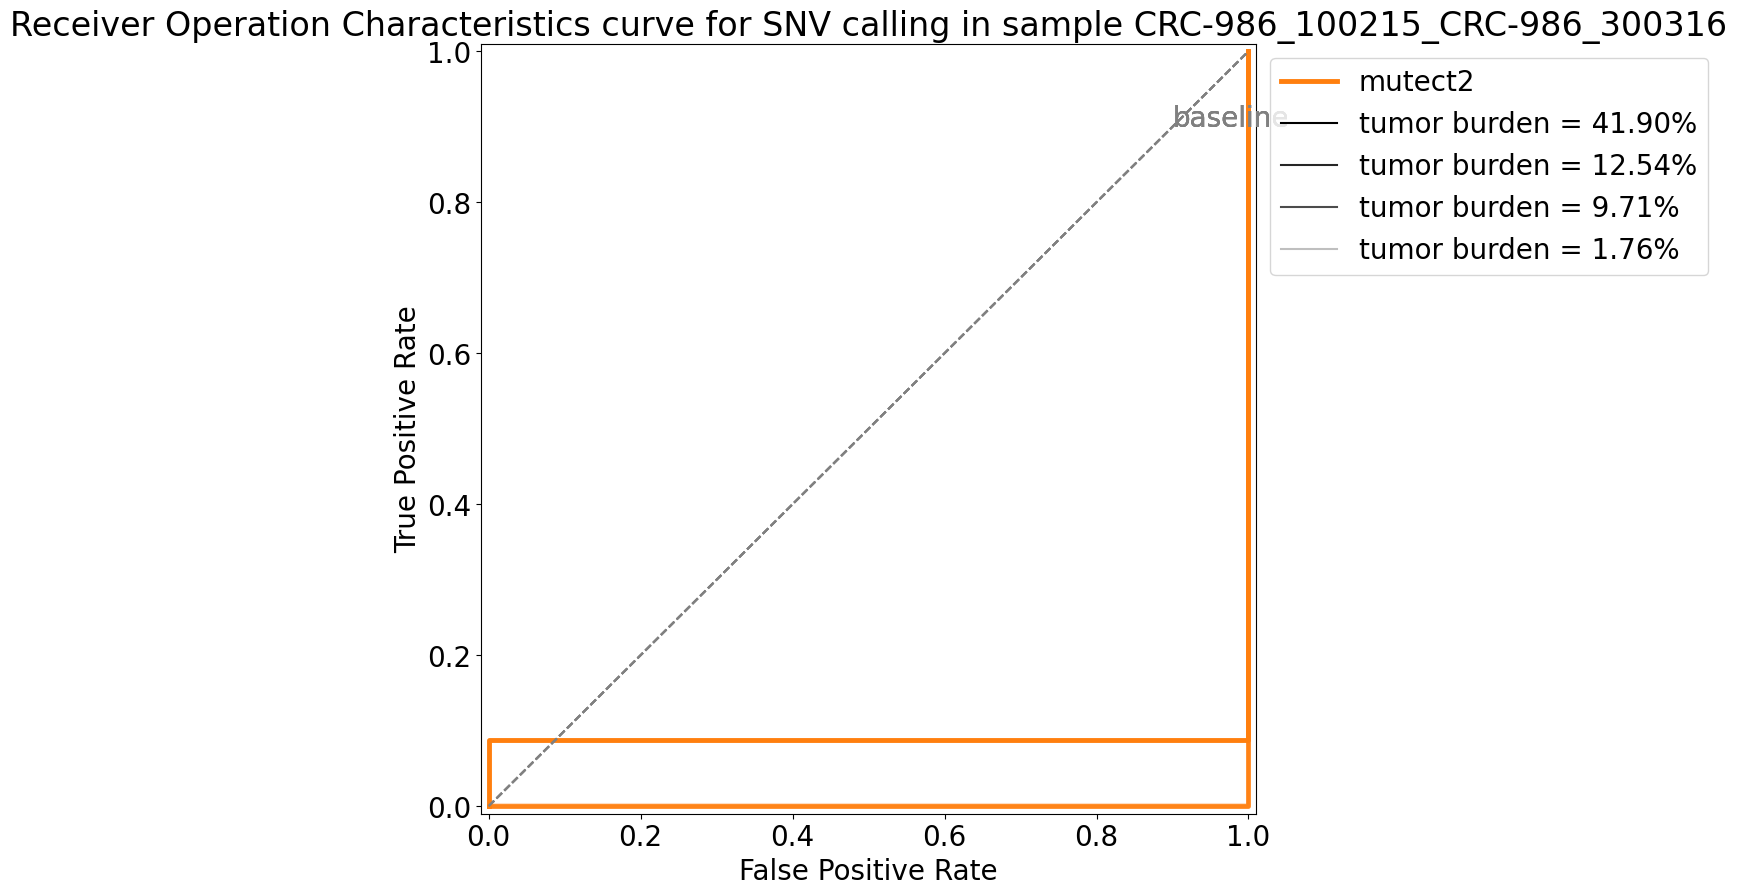 Receiver Operation Characteristics curve for SNV calling in sample CRC-986_100215_CRC-986_300316
1.0
0.8
0.6
0.4
0.2
0.0
True Positive Rate
baseline
0.0 0.2 0.4 0.6 0.8 1.0
False Positive Rate
mutect2
tumor burden = 41.90%
tumor burden = 12.54%
tumor burden = 9.71%
tumor burden = 1.76%